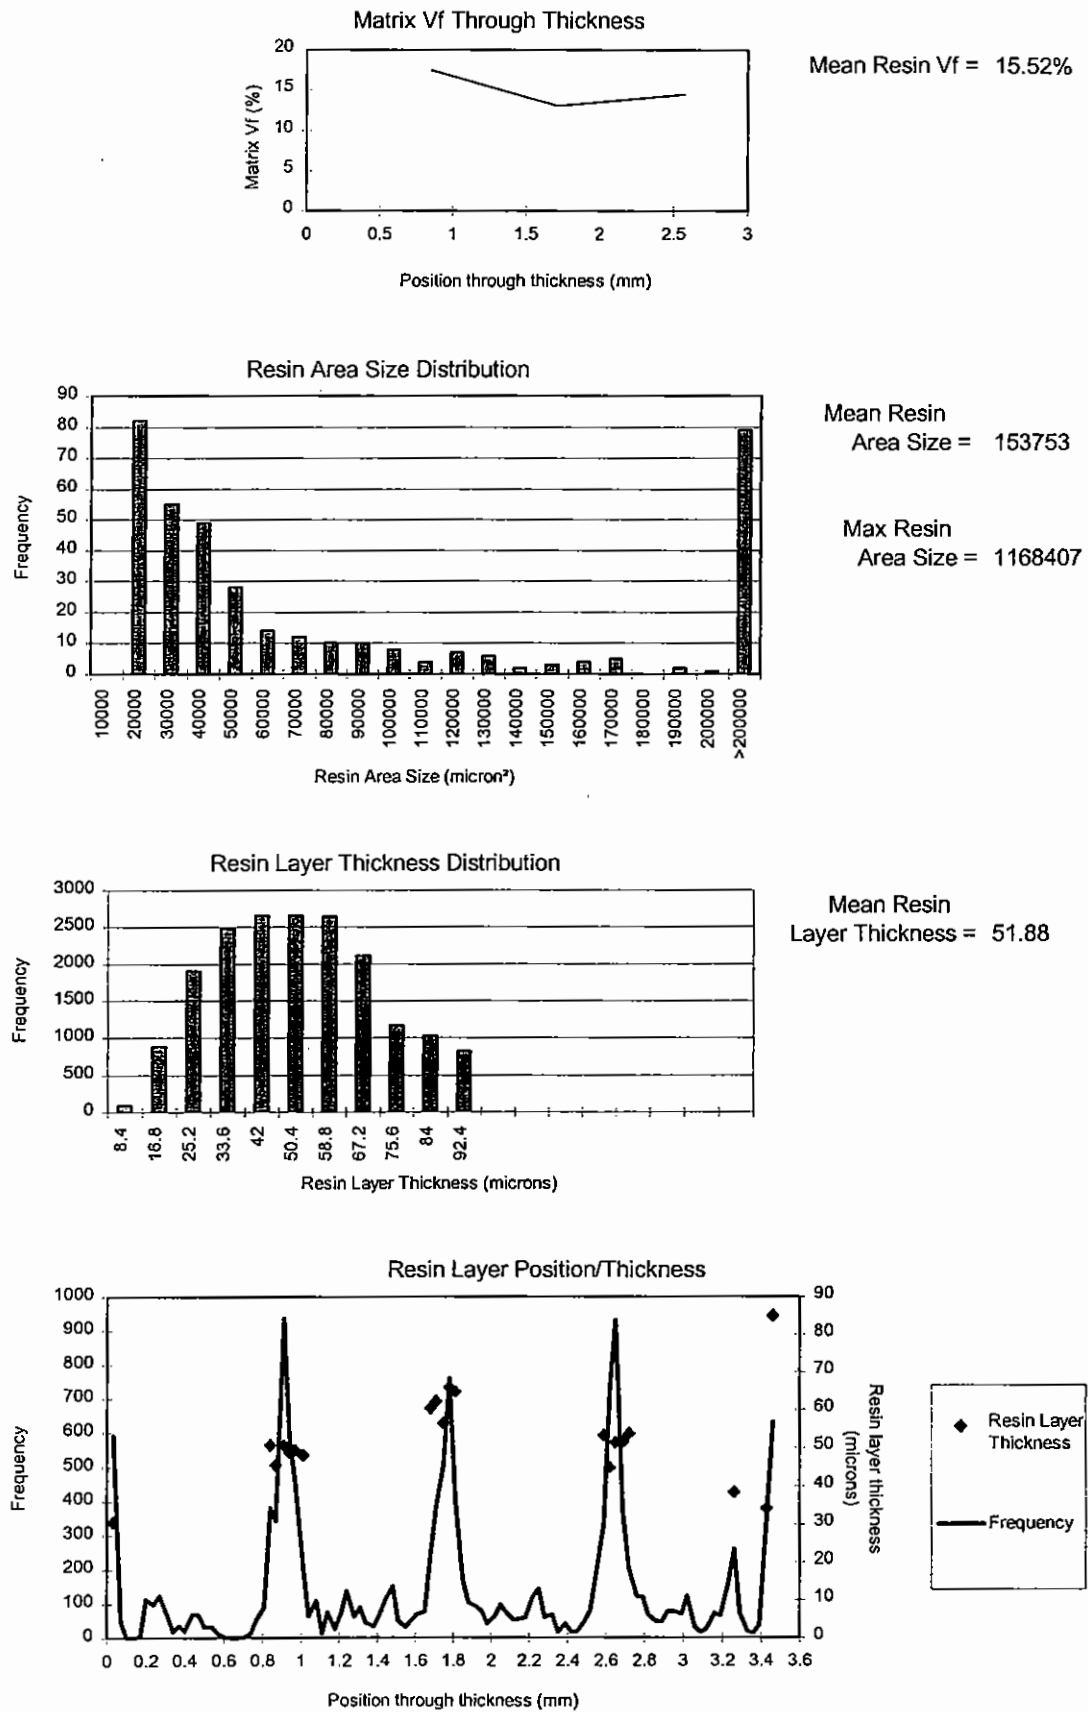 Matrix Vf Through Thickness
Mean Resin Vf = 15.52%
20
15
10
5
0
Matrix Vf (%)
0 0.5 1 1.5 2 2.5 3
Position through thickness (mm)
Resin Area Size Distribution
Mean Resin
Area Size = 153753
Max Resin
Area Size = 1168407
90
80
70
60
50
40
30
20
10
0
Frequency
10000 20000 30000 40000 50000 60000 70000 80000 90000 100000 110000 120000 130000 140000 150000 160000 170000 180000 190000 200000 >200000
Resin Area Size (micron²)
Resin Layer Thickness Distribution
Mean Resin
Layer Thickness = 51.88
3000
2500
2000
1500
1000
500
0
Frequency
8.4 16.8 25.2 33.6 42 50.4 58.8 67.2 75.6 84 92.4
Resin Layer Thickness (microns)
Resin Layer Position/Thickness
1000
900
800
700
600
500
400
300
200
100
0
Frequency
90
80
70
60
50
40
30
20
10
0
Resin layer thickness
(microns)
0 0.2 0.4 0.6 0.8 1 1.2 1.4 1.6 1.8 2 2.2 2.4 2.6 2.8 3 3.2 3.4 3.6
Position through thickness (mm)
Resin Layer
Thickness
Frequency